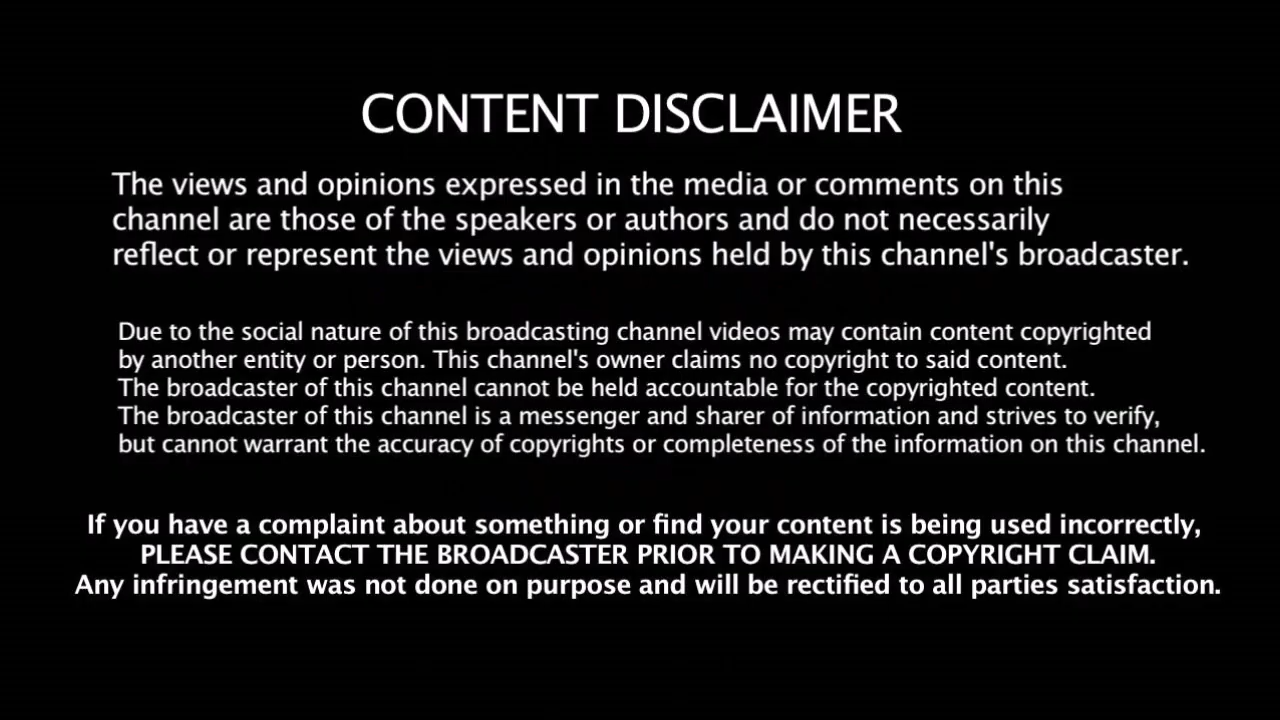 CONTENT DISCLAIMER
The views and opinions expressed in the media or comments on this
channel are those of the speakers or authors and do not necessarily
reflect or represent the views and opinions held by this channel's broadcaster.
Due to the social nature of this broadcasting channel videos may contain content copyrighted
by another entity or person. This channel's owner claims no copyright to said content.
The broadcaster of this channel cannot be held accountable for the copyrighted content.
The broadcaster of this channel is a messenger and sharer of information and strives to verify,
but cannot warrant the accuracy of copyrights or completeness of the information on this channel.
If you have a complaint about something or find your content is being used incorrectly,
PLEASE CONTACT THE BROADCASTER PRIOR TO MAKING A COPYRIGHT CLAIM.
Any infringement was not done on purpose and will be rectified to all parties satisfaction.